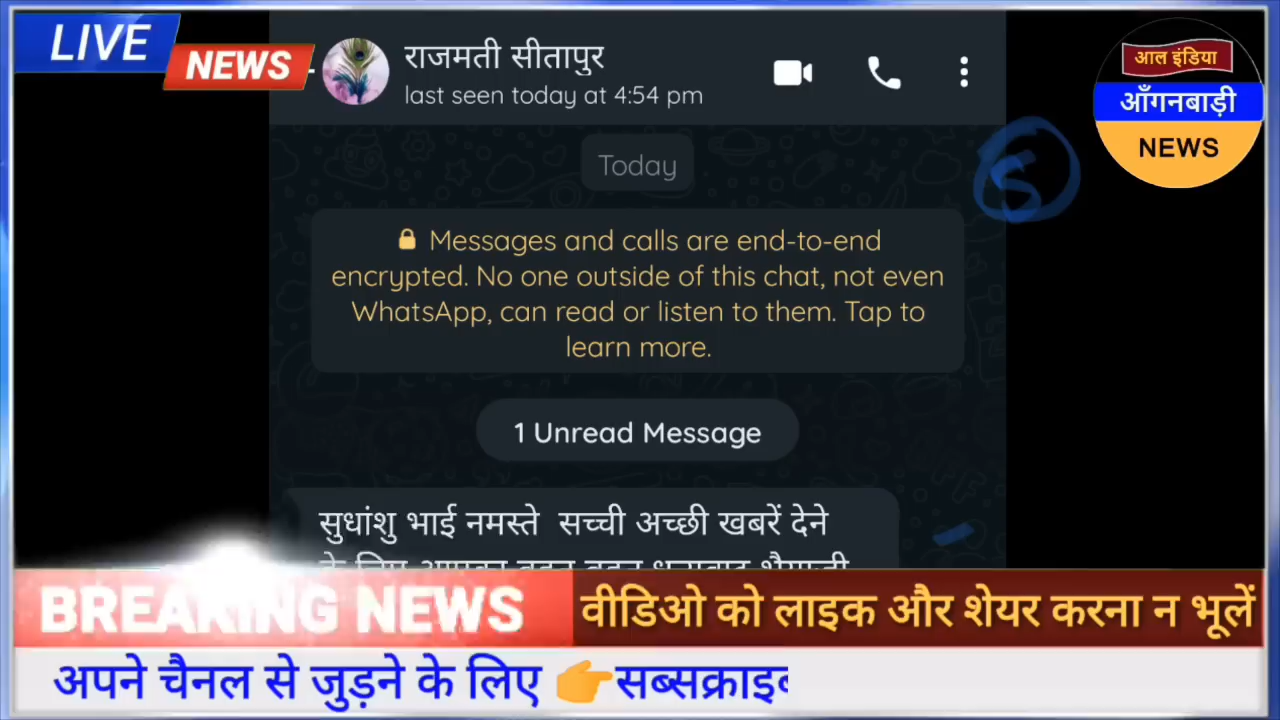 LIVE
NEWS
राजमती सीतापुर
last seen today at 4:54 pm
आल इंडिया
आँगनबाड़ी
NEWS
Today
5
🔒 Messages and calls are end-to-end
encrypted. No one outside of this chat, not even
WhatsApp, can read or listen to them. Tap to
learn more.
1 Unread Message
सुधांशु भाई नमस्ते सच्ची अच्छी खबरें देने
BREAKING NEWS
वीडिओ को लाइक और शेयर करना न भूलें
अपने चैनल से जुड़ने के लिए 👉